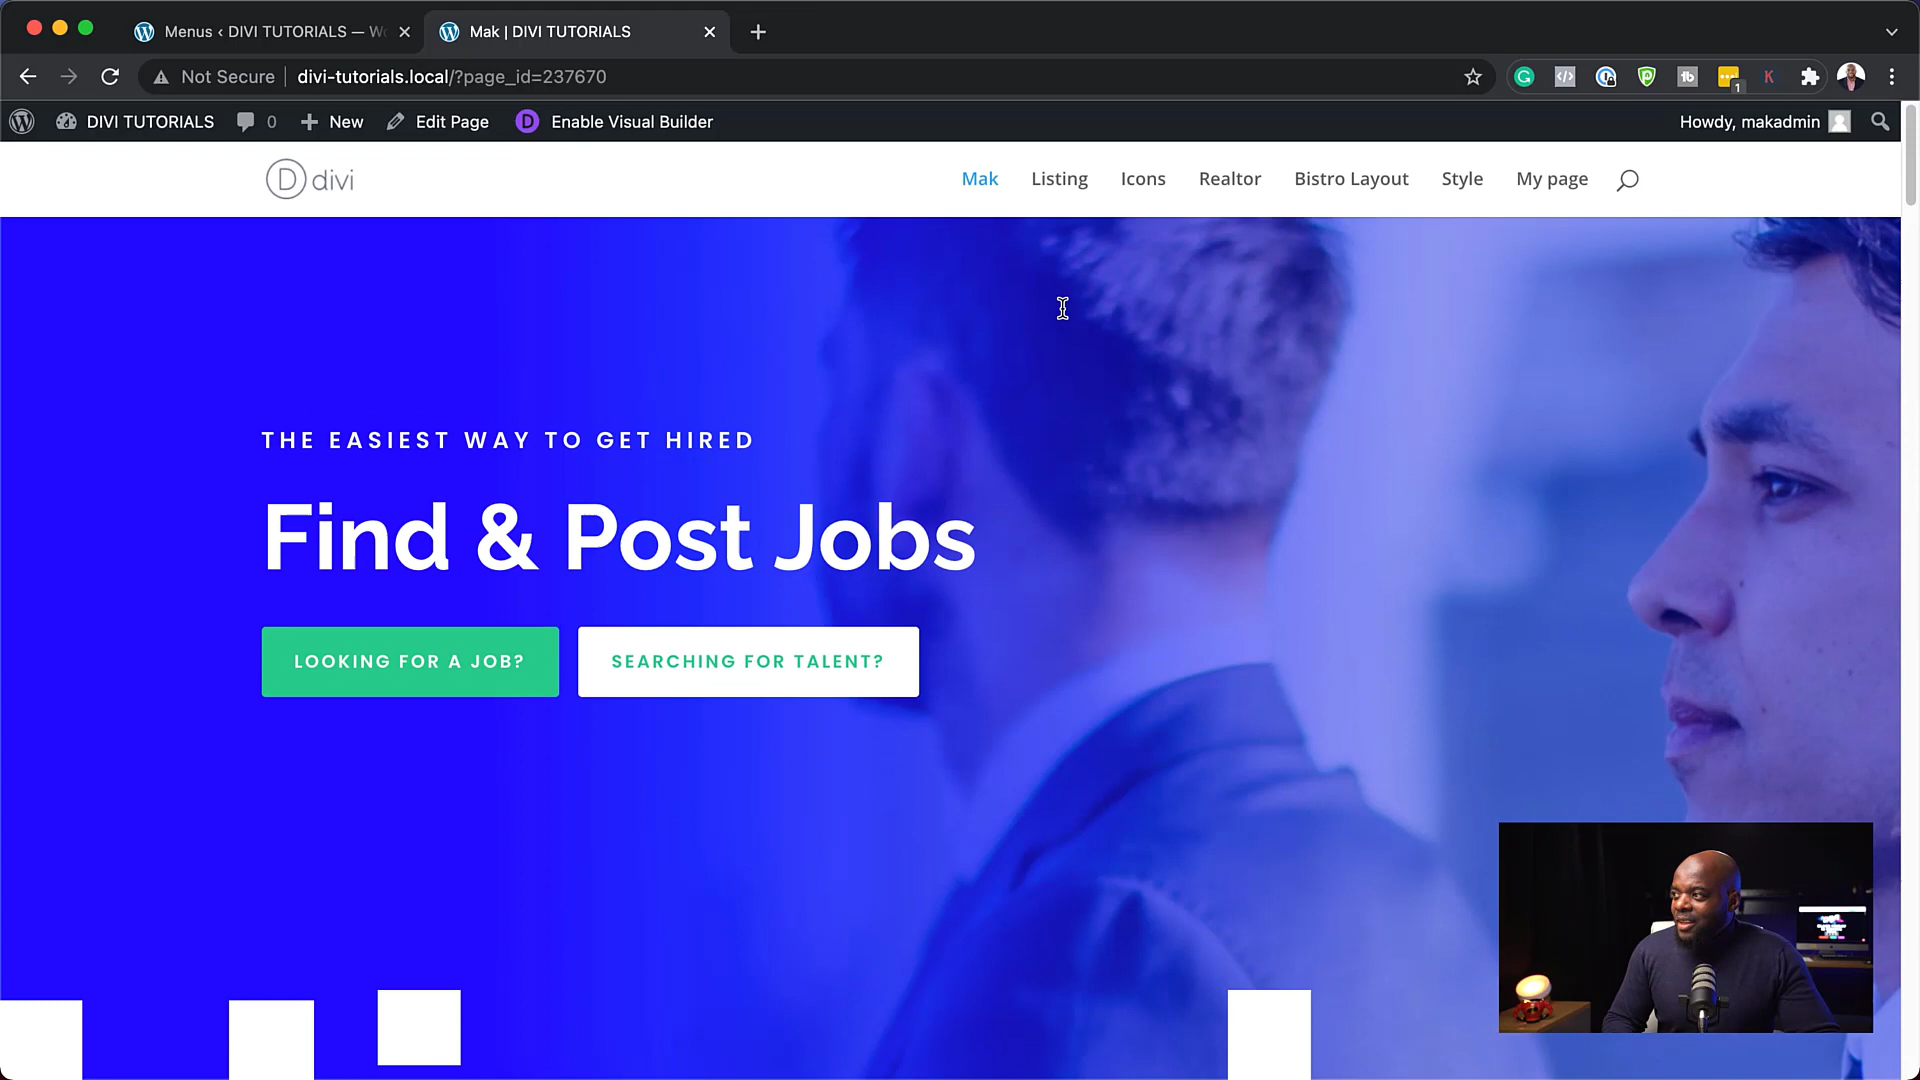 Menus ‹ DIVI TUTORIALS — W
Mak | DIVI TUTORIALS
Not Secure
divi-tutorials.local/?page_id=237670
1
K
DIVI TUTORIALS
0
New
Edit Page
D
Enable Visual Builder
Howdy, makadmin
D divi
Mak
Listing
Icons
Realtor
Bistro Layout
Style
My page
THE EASIEST WAY TO GET HIRED
Find & Post Jobs
LOOKING FOR A JOB?
SEARCHING FOR TALENT?